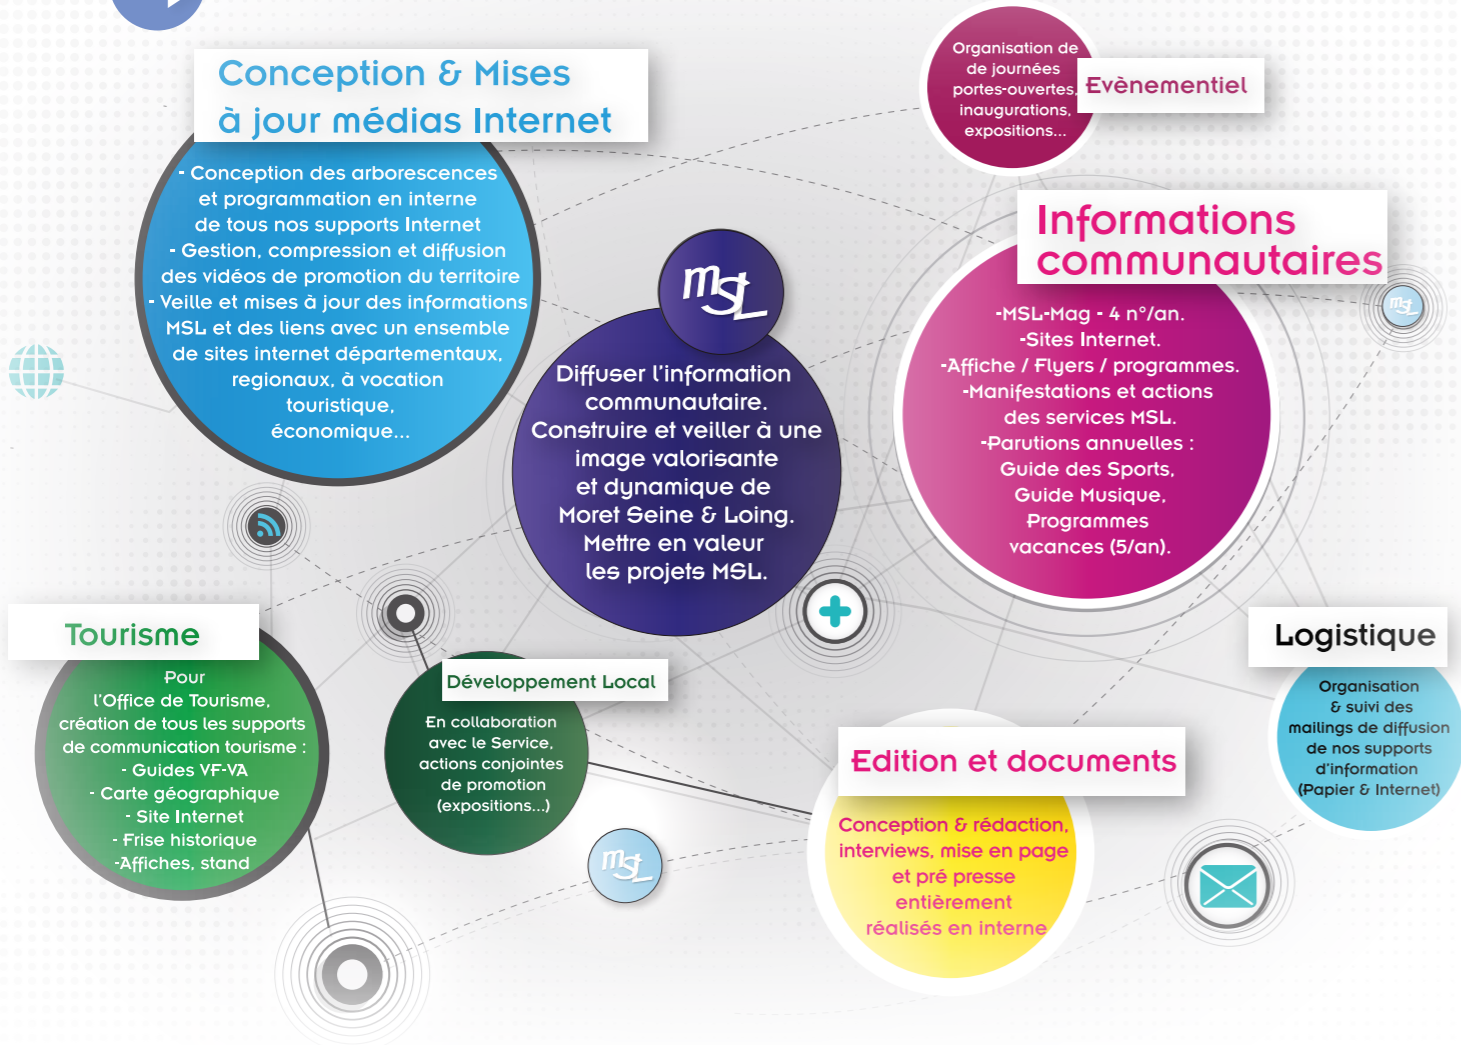 Conception & Mises
à jour médias Internet
- Conception des arborescences
et programmation en interne
de tous nos supports Internet
- Gestion, compression et diffusion
des vidéos de promotion du territoire
- Veille et mises à jour des informations
MSL et des liens avec un ensemble
de sites internet départementaux,
regionaux, à vocation
touristique,
économique...
Organisation de
de journées
portes-ouvertes,
inaugurations,
expositions...
Evènementiel
msL
Diffuser l'information
communautaire.
Construire et veiller à une
image valorisante
et dynamique de
Moret Seine & Loing.
Mettre en valeur
les projets MSL.
Informations
communautaires
-MSL-Mag - 4 n°/an.
-Sites Internet.
-Affiche / Flyers / programmes.
-Manifestations et actions
des services MSL.
-Parutions annuelles :
Guide des Sports,
Guide Musique,
Programmes
vacances (5/an).
msL
Tourisme
Pour
l'Office de Tourisme,
création de tous les supports
de communication tourisme :
- Guides VF-VA
- Carte géographique
- Site Internet
- Frise historique
-Affiches, stand
Développement Local
En collaboration
avec le Service,
actions conjointes
de promotion
(expositions...)
msL
Edition et documents
Conception & rédaction,
interviews, mise en page
et pré presse
entièrement
réalisés en interne
Logistique
Organisation
& suivi des
mailings de diffusion
de nos supports
d'information
(Papier & Internet)